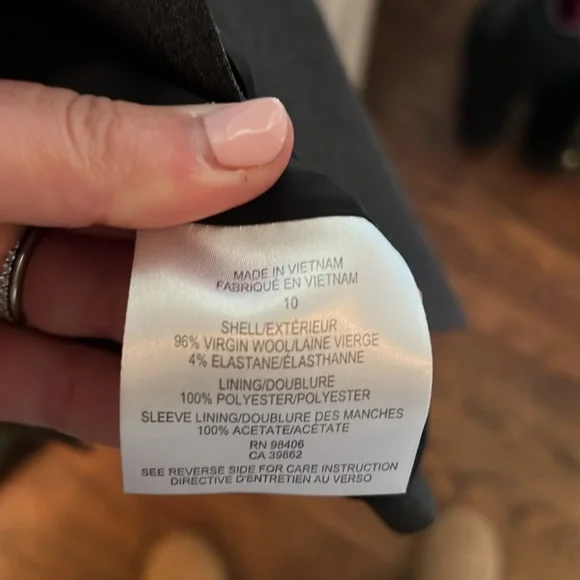 MADE IN VIETNAM
FABRIQUÉ EN VIETNAM
10
SHELL/EXTÉRIEUR
96% VIRGIN WOOL/LAINE VIERGE
4% ELASTANE/ÉLASTHANNE
LINING/DOUBLURE
100% POLYESTER/POLYESTER
SLEEVE LINING/DOUBLURE DES MANCHES
100% ACETATE/ACÉTATE
RN 98406
CA 39862
SEE REVERSE SIDE FOR CARE INSTRUCTION
DIRECTIVE D'ENTRETIEN AU VERSO